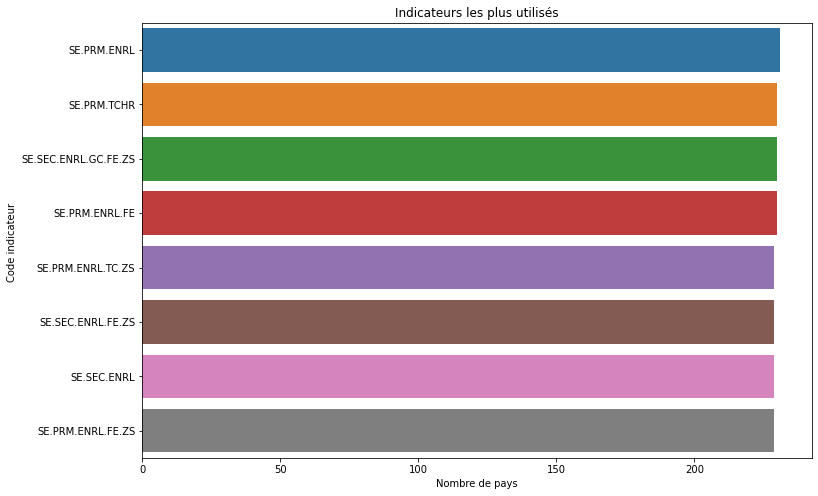 Indicateurs les plus utilisés
Code indicateur
SE.PRM.ENRL
SE.PRM.TCHR
SE.SEC.ENRL.GC.FE.ZS
SE.PRM.ENRL.FE
SE.PRM.ENRL.TC.ZS
SE.SEC.ENRL.FE.ZS
SE.SEC.ENRL
SE.PRM.ENRL.FE.ZS
0 50 100 150 200
Nombre de pays